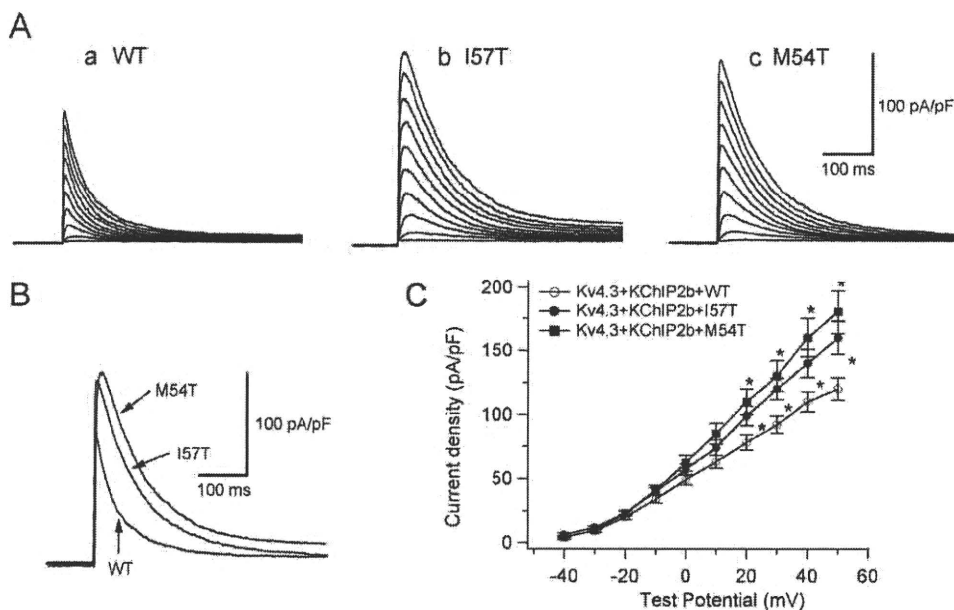 A
a WT
b I57T
c M54T
100 pA/pF
100 ms
B
M54T
I57T
WT
100 pA/pF
100 ms
C
Kv4.3+KChIP2b+WT
Kv4.3+KChIP2b+I57T
Kv4.3+KChIP2b+M54T
Current density (pA/pF)
200
150
100
50
0
-40
-20
0
20
40
60
Test Potential (mV)
* * * *
* * * *